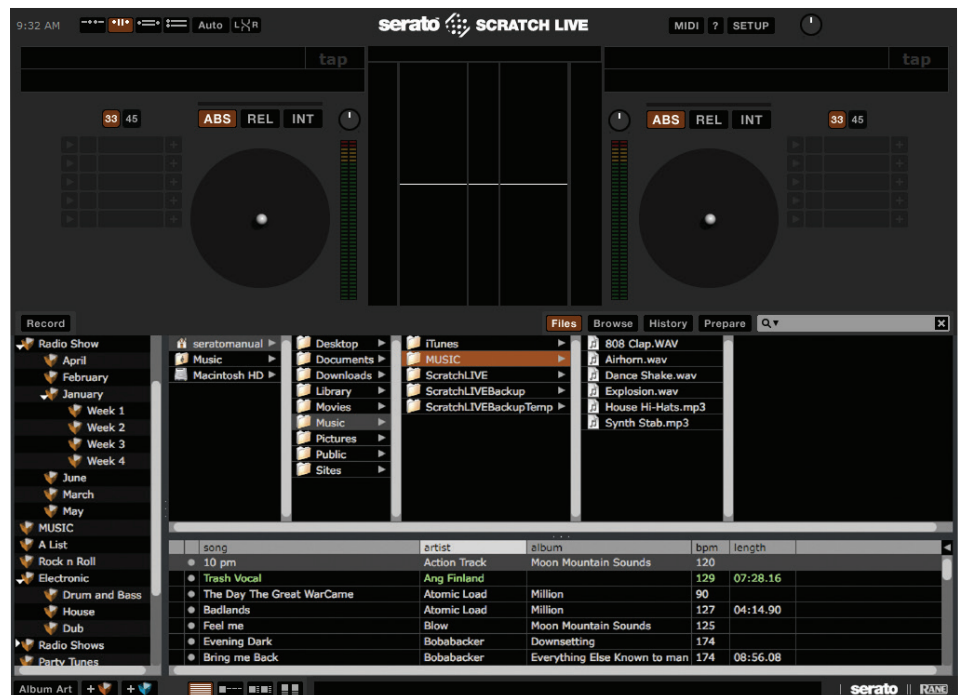 9:32 AM Auto L R serato SCRATCH LIVE MIDI ? SETUP
tap tap
33 45 ABS REL INT ABS REL INT 33 45
Record Files Browse History Prepare
Radio Show
April
February
January
Week 1
Week 2
Week 3
Week 4
June
March
May
MUSIC
A List
Rock n Roll
Electronic
Drum and Bass
House
Dub
Radio Shows
Party Tunes
seratomanual
Music
Macintosh HD
Desktop
Documents
Downloads
Library
Movies
Music
Pictures
Public
Sites
iTunes
MUSIC
ScratchLIVE
ScratchLIVEBackup
ScratchLIVEBackupTemp
808 Clap.WAV
Airhorn.wav
Dance Shake.wav
Explosion.wav
House Hi-Hats.mp3
Synth Stab.mp3
song artist album bpm length
10 pm Action Track Moon Mountain Sounds 120
Trash Vocal Ang Finland 129 07:28.16
The Day The Great WarCame Atomic Load Million 90
Badlands Atomic Load Million 127 04:14.90
Feel me Blow Moon Mountain Sounds 125
Evening Dark Bobabacker Downsetting 174
Bring me Back Bobabacker Everything Else Known to man 174 08:56.08
Album Art + + serato RANE